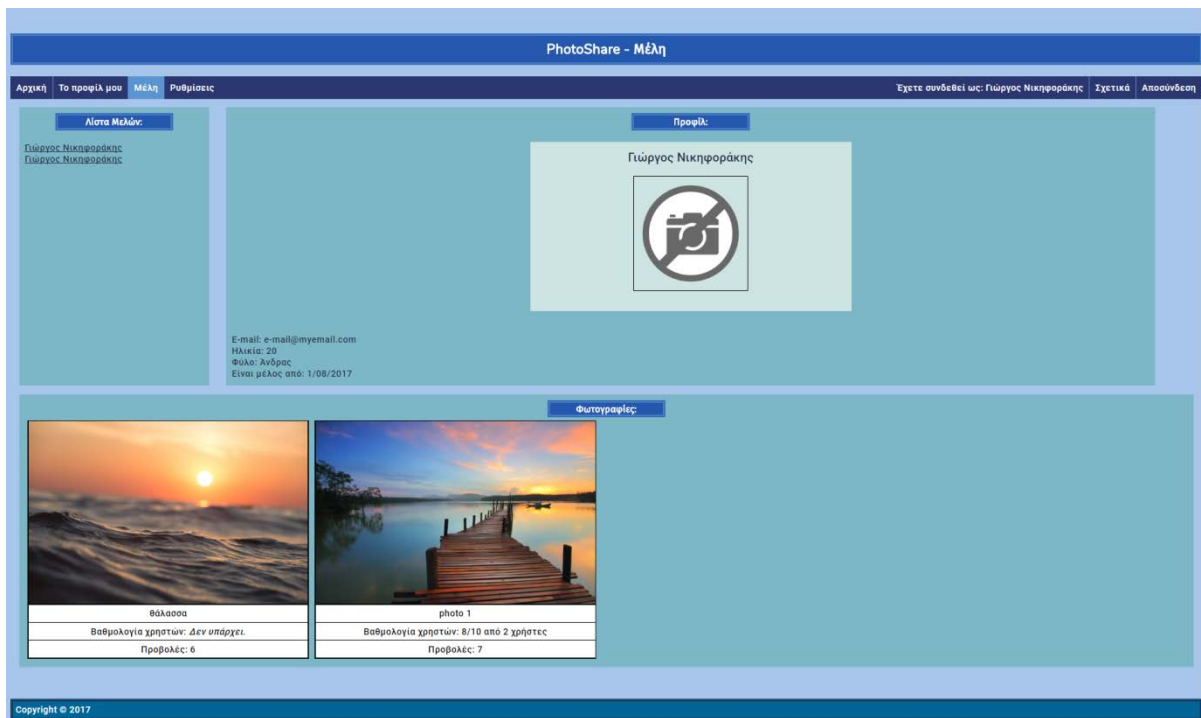 PhotoShare - Μέλη
Αρχική Το προφίλ μου Μέλη Ρυθμίσεις Έχετε συνδεθεί ως: Γιώργος Νικηφοράκης Σχετικά Αποσύνδεση
Λίστα Μελών:
Γιώργος Νικηφοράκης
Γιώργος Νικηφοράκης
Προφίλ:
Γιώργος Νικηφοράκης
E-mail: e-mail@myemail.com
Ηλικία: 20
Φύλο: Άνδρας
Είναι μέλος από: 1/08/2017
Φωτογραφίες:
θάλασσα
Βαθμολογία χρηστών: Δεν υπάρχει.
Προβολές: 6
photo 1
Βαθμολογία χρηστών: 8/10 από 2 χρήστες
Προβολές: 7
Copyright © 2017